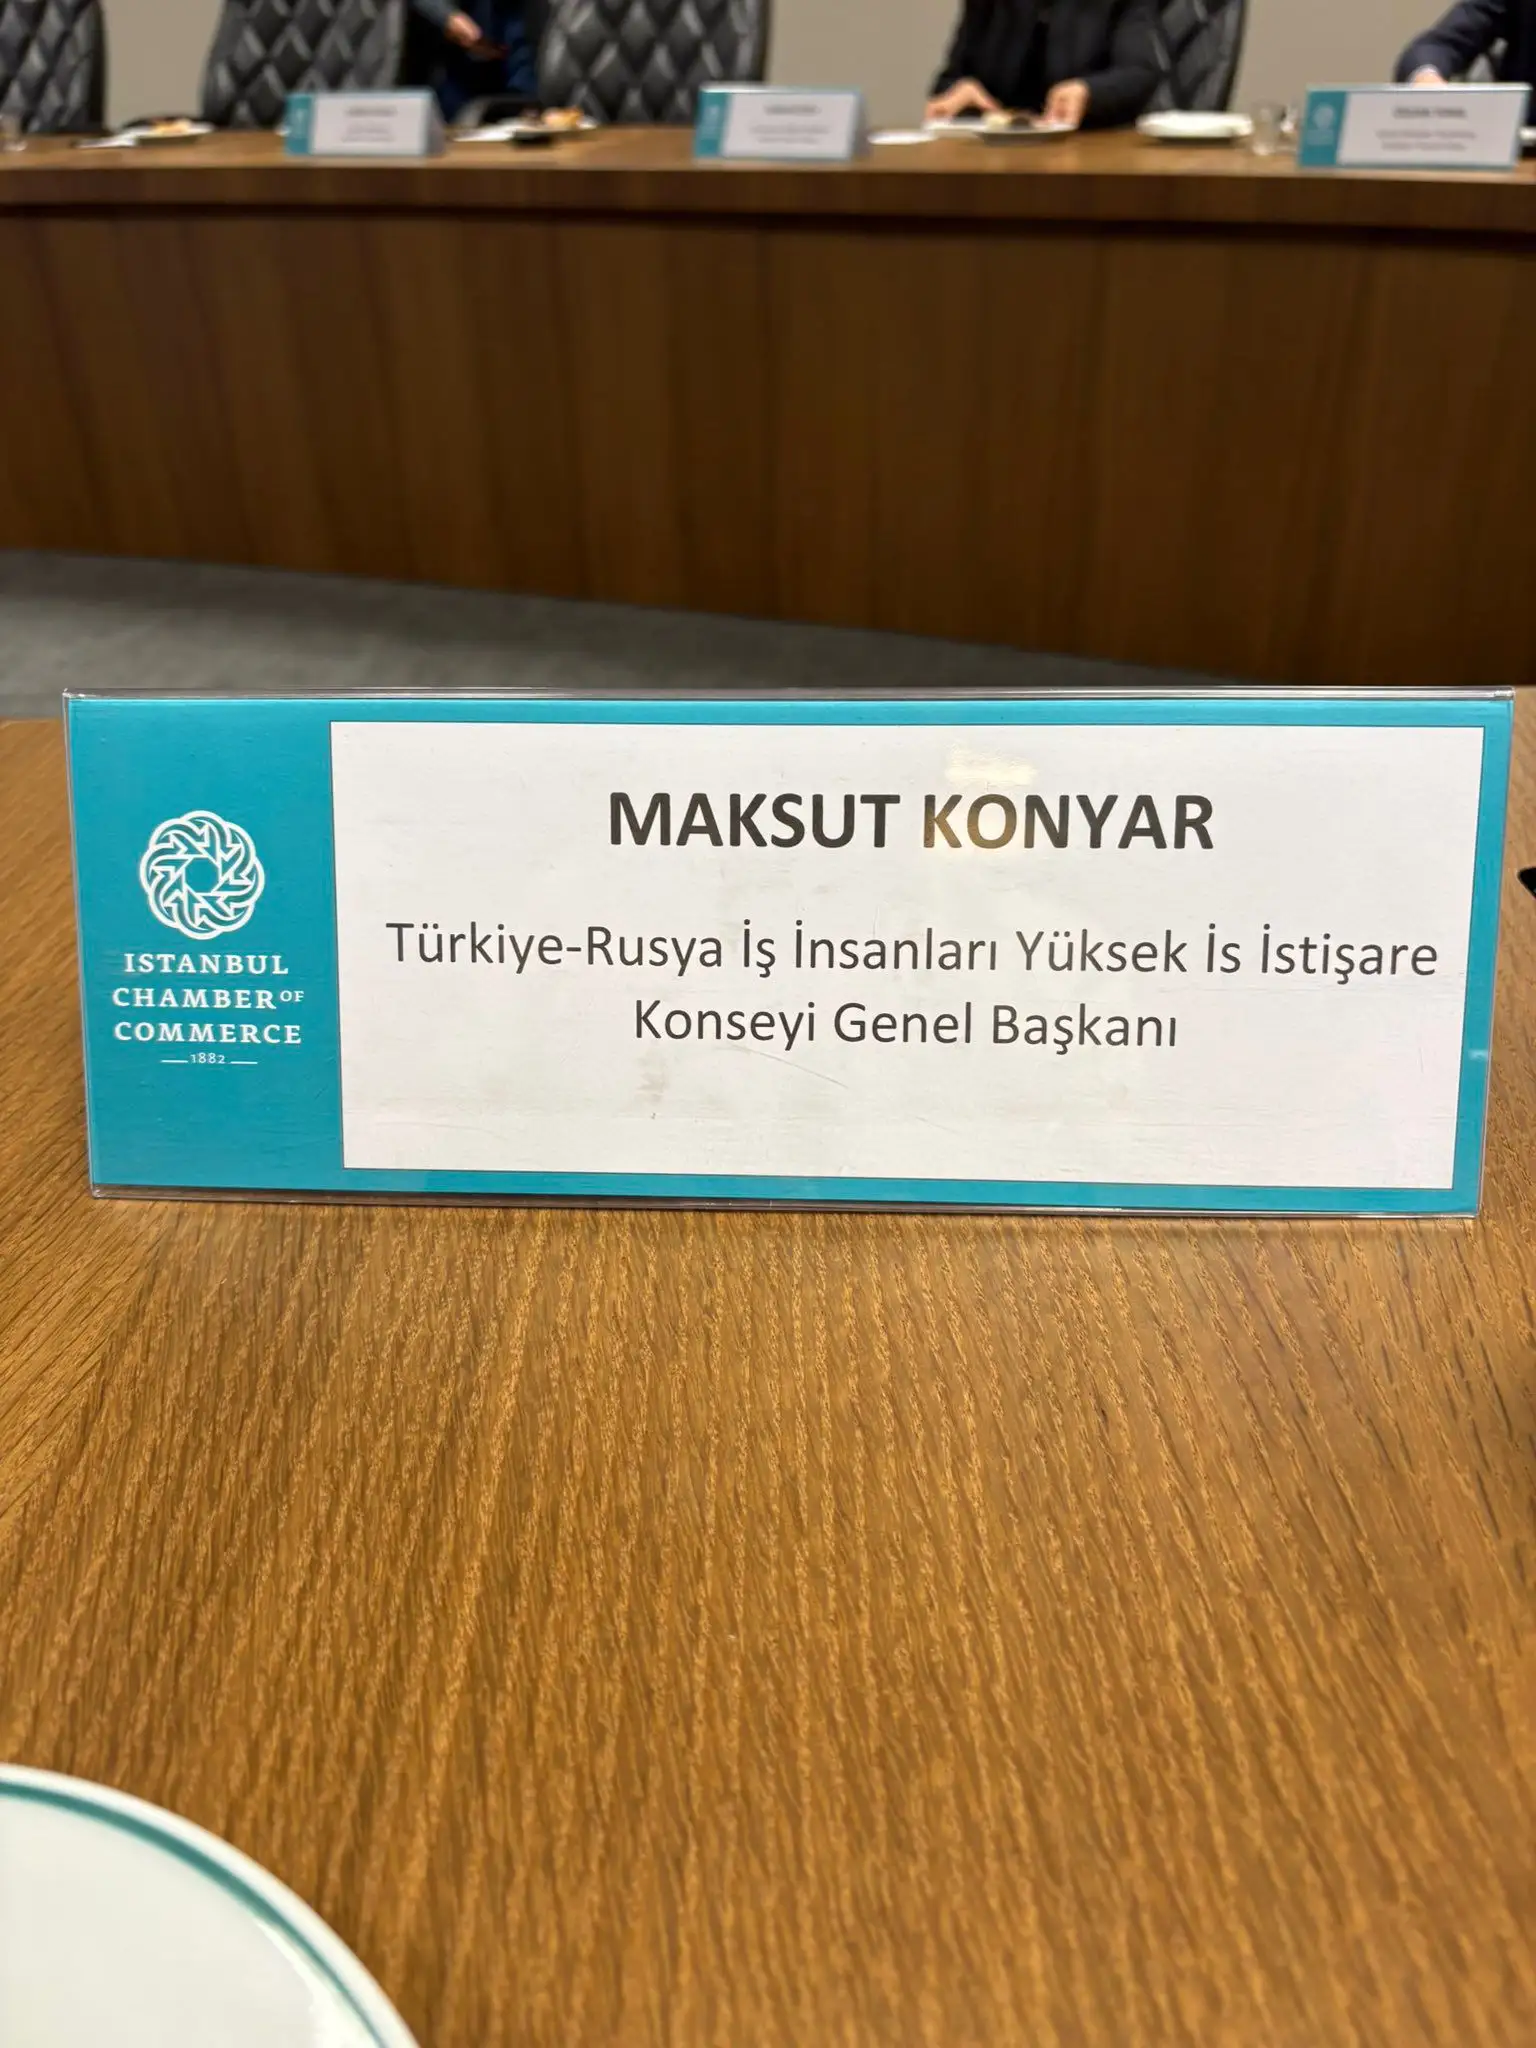 ISTANBUL
CHAMBER OF
COMMERCE
1882
MAKSUT KONYAR
Türkiye-Rusya İş İnsanları Yüksek İs İstişare
Konseyi Genel Başkanı